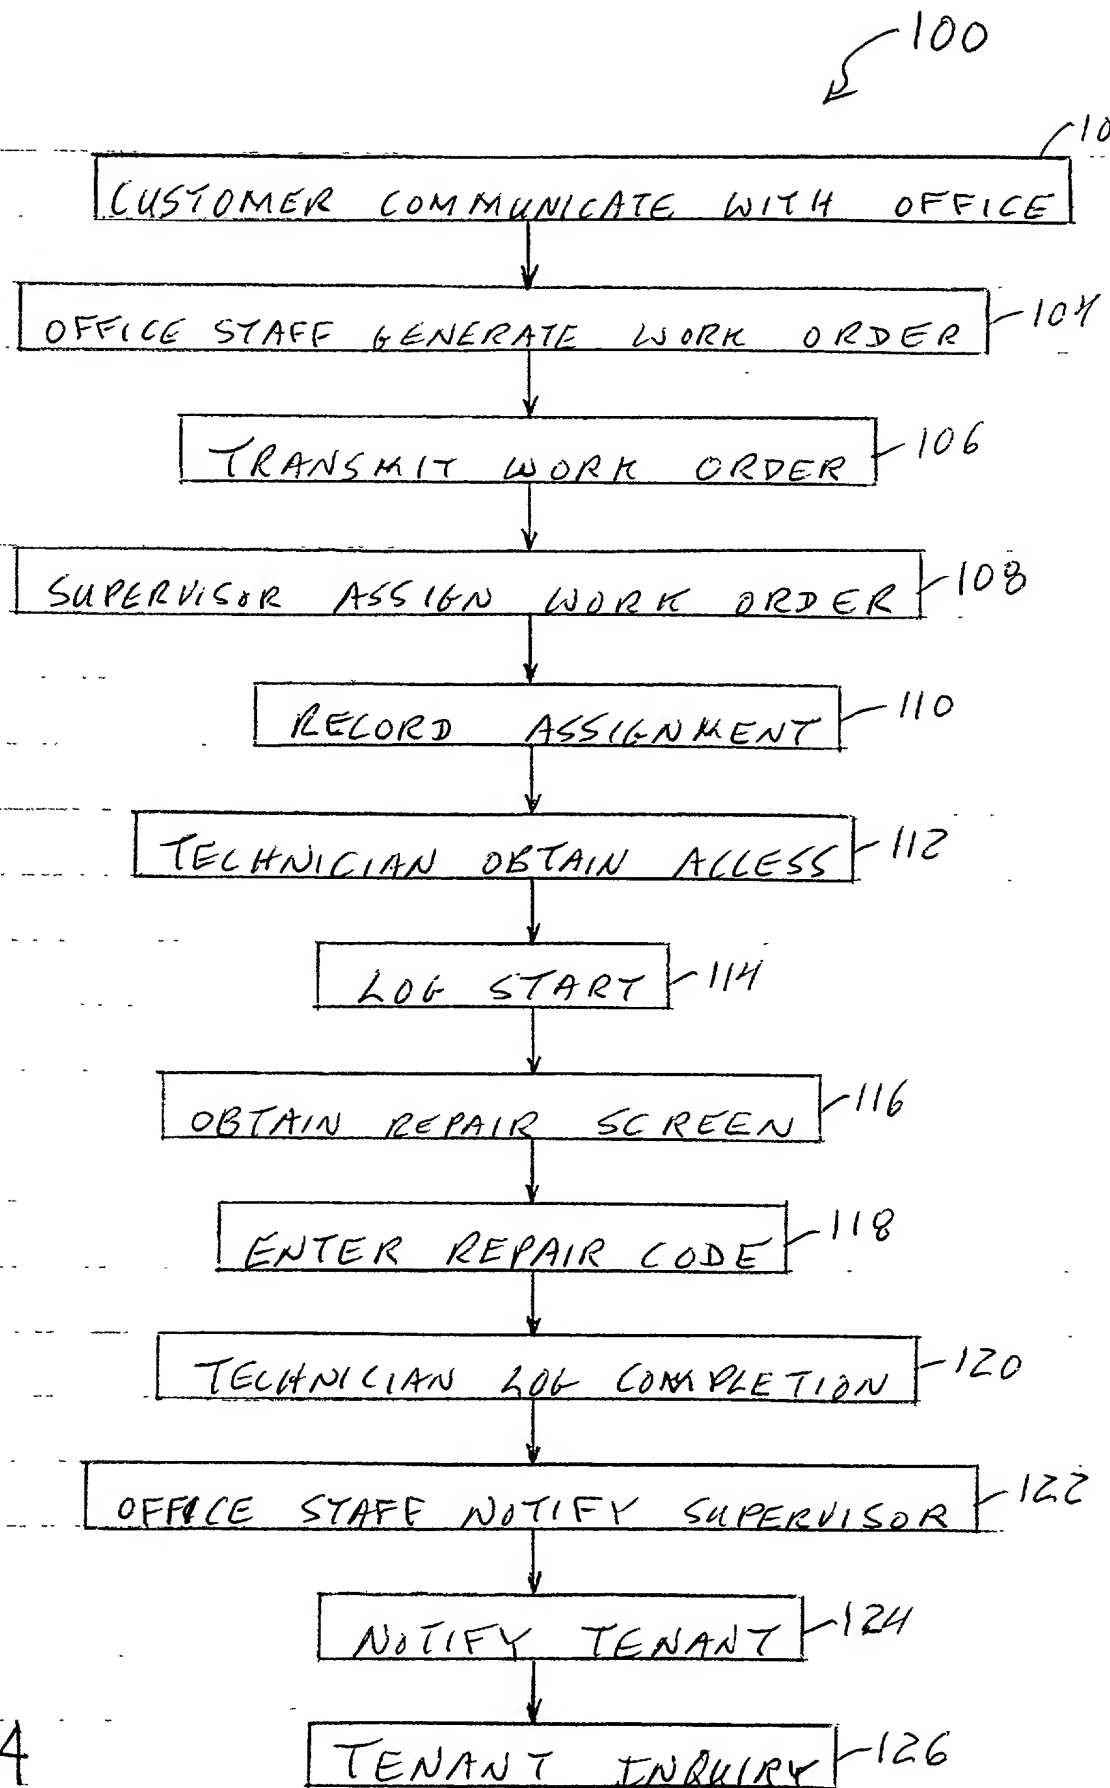 100
CUSTOMER COMMUNICATE WITH OFFICE
OFFICE STAFF GENERATE WORK ORDER 104
TRANSMIT WORK ORDER 106
SUPERVISOR ASSIGN WORK ORDER 108
RECORD ASSIGNMENT 110
TECHNICIAN OBTAIN ACCESS 112
LOG START 114
OBTAIN REPAIR SCREEN 116
ENTER REPAIR CODE 118
TECHNICIAN LOG COMPLETION 120
OFFICE STAFF NOTIFY SUPERVISOR 122
NOTIFY TENANT 124
TENANT INQUIRY 126
4